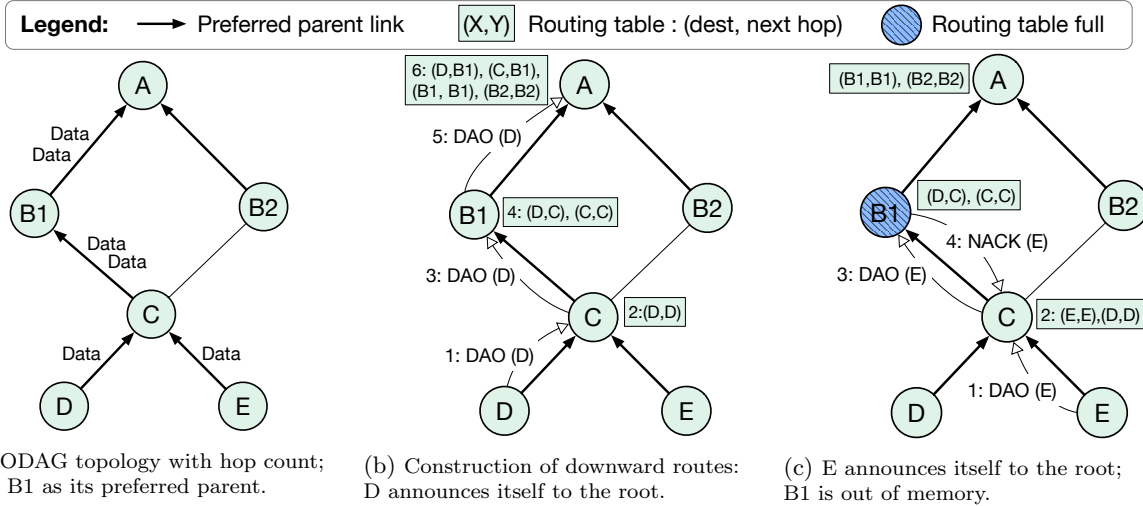 Legend: Preferred parent link (X,Y) Routing table : (dest, next hop) Routing table full
A
Data
Data
B1
B2
Data
Data
C
Data
Data
D
E
ODAG topology with hop count;
B1 as its preferred parent.
6: (D,B1), (C,B1),
(B1, B1), (B2,B2)
A
5: DAO (D)
B1
4: (D,C), (C,C)
B2
3: DAO (D)
C
2:(D,D)
1: DAO (D)
D
E
(b) Construction of downward routes:
D announces itself to the root.
(B1,B1), (B2,B2)
A
B1
(D,C), (C,C)
B2
4: NACK (E)
3: DAO (E)
C
2: (E,E),(D,D)
1: DAO (E)
D
E
(c) E announces itself to the root;
B1 is out of memory.